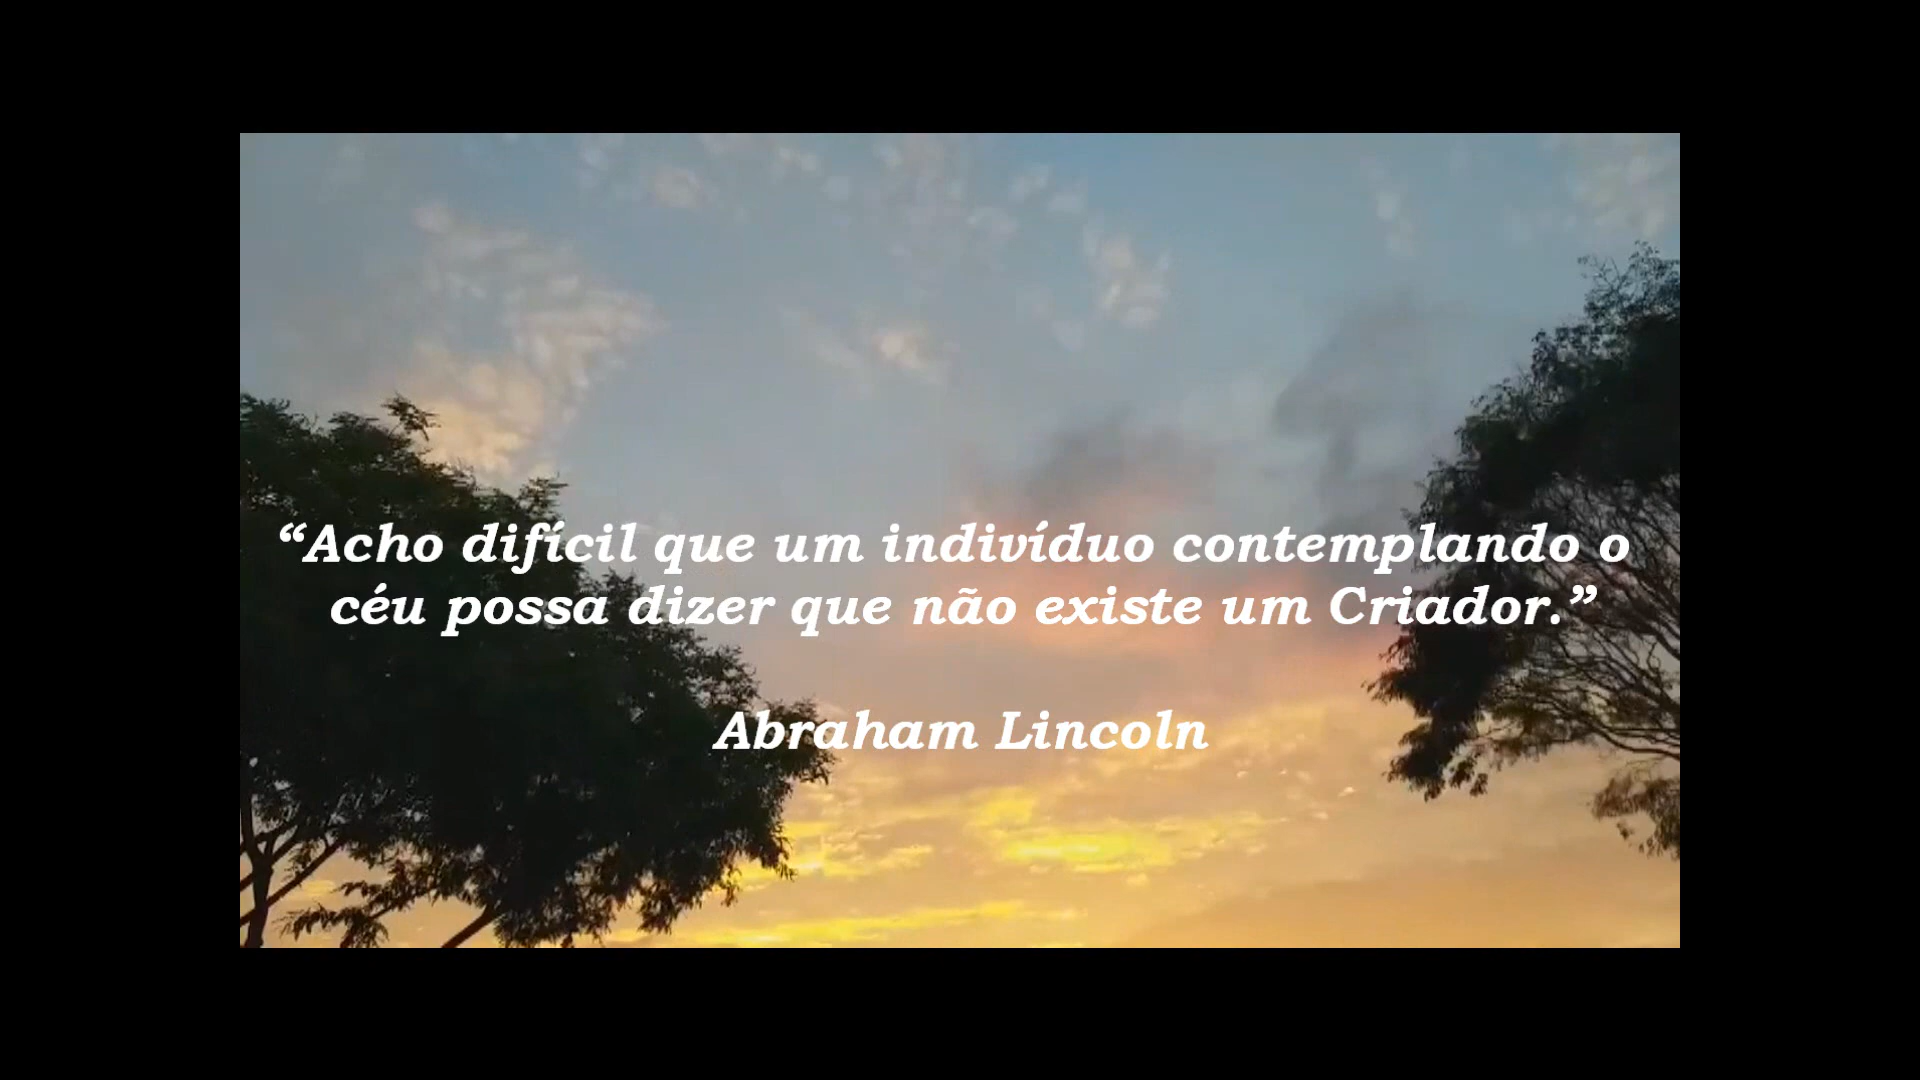 “Acho difícil que um indivíduo contemplando o
céu possa dizer que não existe um Criador.”
Abraham Lincoln